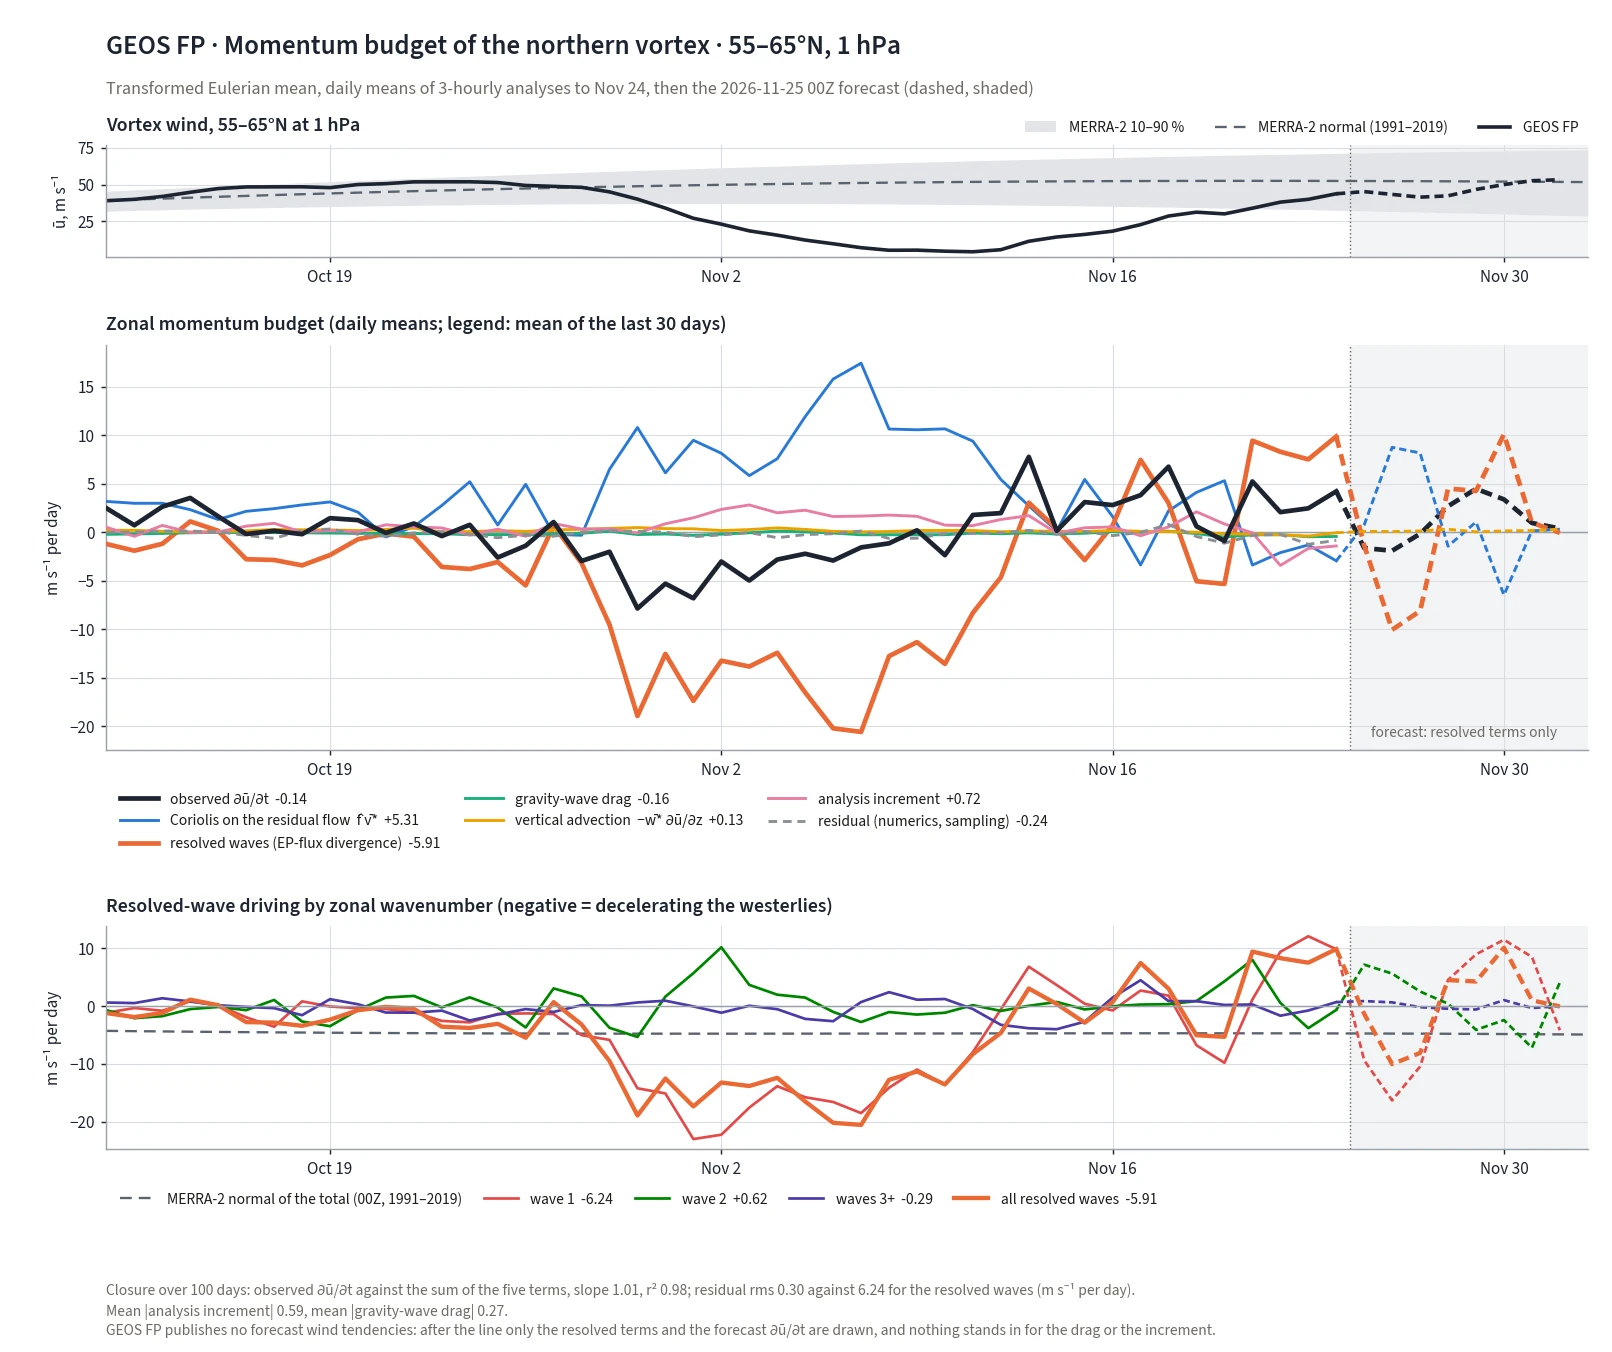 GEOS FP · Momentum budget of the northern vortex · 55–65°N, 1 hPa
Transformed Eulerian mean, daily means of 3-hourly analyses to Nov 24, then the 2026-11-25 00Z forecast (dashed, shaded)
Vortex wind, 55–65°N at 1 hPa
MERRA-2 10–90 %
MERRA-2 normal (1991–2019)
GEOS FP
ū, m s⁻¹
75
50
25
Oct 19
Nov 2
Nov 16
Nov 30
Zonal momentum budget (daily means; legend: mean of the last 30 days)
m s⁻¹ per day
15
10
5
0
−5
−10
−15
−20
forecast: resolved terms only
Oct 19
Nov 2
Nov 16
Nov 30
observed ∂ū/∂t -0.14
Coriolis on the residual flow f v̄* +5.31
resolved waves (EP-flux divergence) -5.91
gravity-wave drag -0.16
vertical advection −w̄* ∂ū/∂z +0.13
analysis increment +0.72
residual (numerics, sampling) -0.24
Resolved-wave driving by zonal wavenumber (negative = decelerating the westerlies)
m s⁻¹ per day
10
0
−10
−20
Oct 19
Nov 2
Nov 16
Nov 30
MERRA-2 normal of the total (00Z, 1991–2019)
wave 1 -6.24
wave 2 +0.62
waves 3+ -0.29
all resolved waves -5.91
Closure over 100 days: observed ∂ū/∂t against the sum of the five terms, slope 1.01, r² 0.98; residual rms 0.30 against 6.24 for the resolved waves (m s⁻¹ per day).
Mean |analysis increment| 0.59, mean |gravity-wave drag| 0.27.
GEOS FP publishes no forecast wind tendencies: after the line only the resolved terms and the forecast ∂ū/∂t are drawn, and nothing stands in for the drag or the increment.